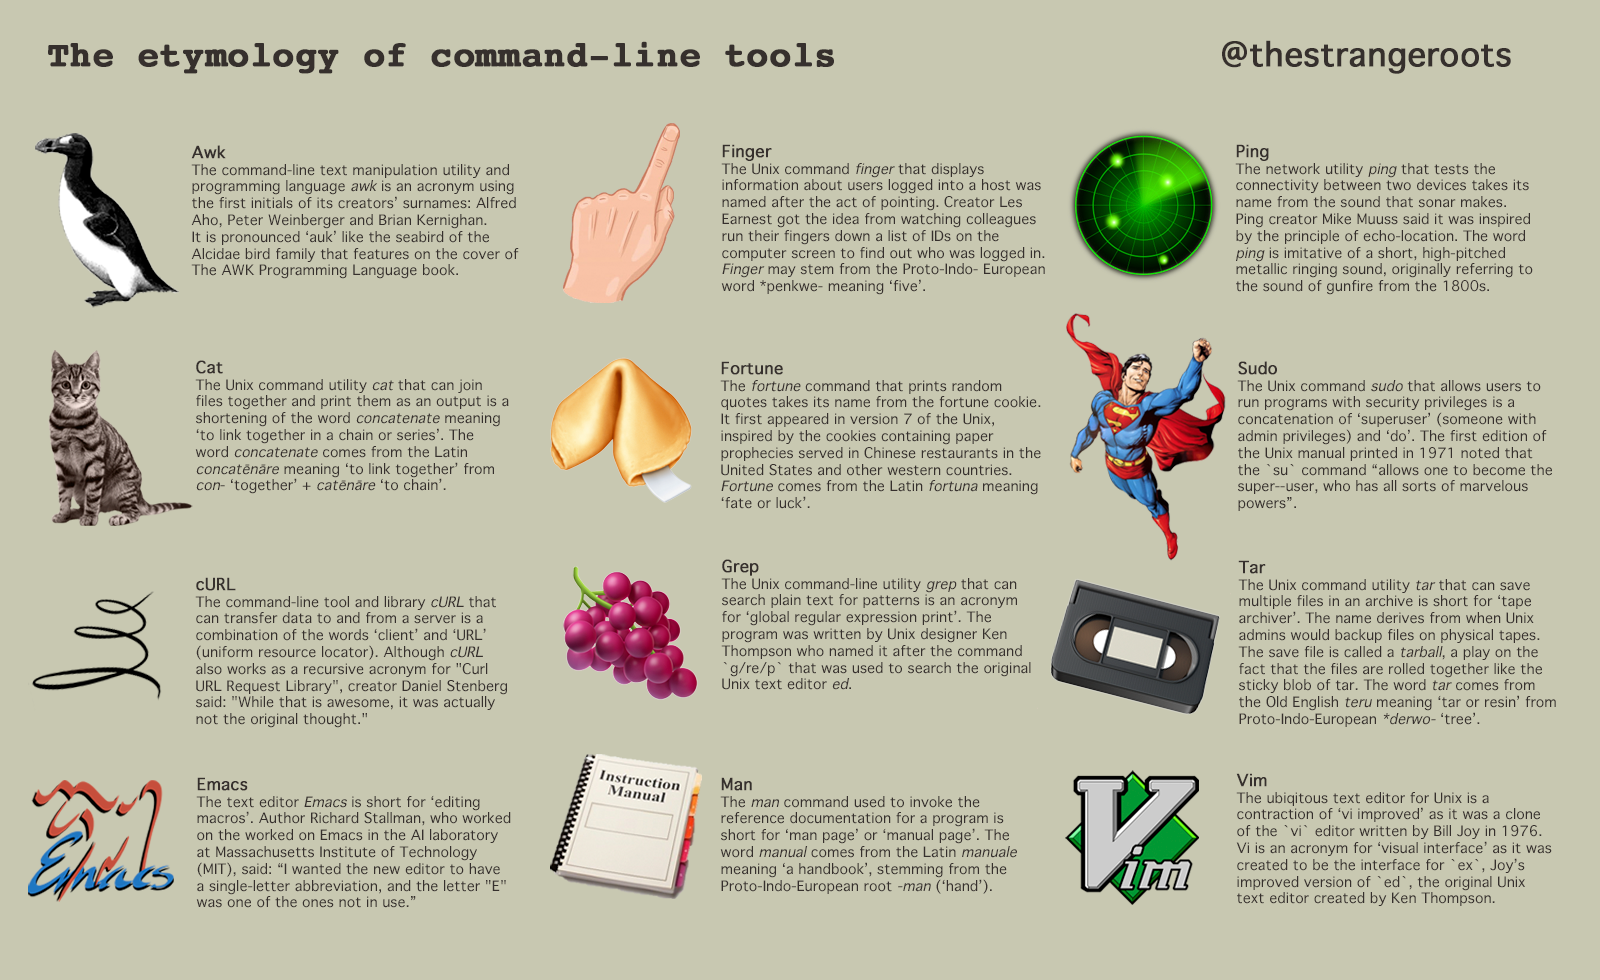 The etymology of command-line tools
@thestrangeroots
Awk
The command-line text manipulation utility and
programming language awk is an acronym using
the first initials of its creators’ surnames: Alfred
Aho, Peter Weinberger and Brian Kernighan.
It is pronounced ‘auk’ like the seabird of the
Alcidae bird family that features on the cover of
The AWK Programming Language book.
Finger
The Unix command finger that displays
information about users logged into a host was
named after the act of pointing. Creator Les
Earnest got the idea from watching colleagues
run their fingers down a list of IDs on the
computer screen to find out who was logged in.
Finger may stem from the Proto-Indo- European
word *penkwe- meaning ‘five’.
Ping
The network utility ping that tests the
connectivity between two devices takes its
name from the sound that sonar makes.
Ping creator Mike Muuss said it was inspired
by the principle of echo-location. The word
ping is imitative of a short, high-pitched
metallic ringing sound, originally referring to
the sound of gunfire from the 1800s.
Cat
The Unix command utility cat that can join
files together and print them as an output is a
shortening of the word concatenate meaning
‘to link together in a chain or series’. The
word concatenate comes from the Latin
concatēnāre meaning ‘to link together’ from
con- ‘together’ + catēnāre ‘to chain’.
Fortune
The fortune command that prints random
quotes takes its name from the fortune cookie.
It first appeared in version 7 of the Unix,
inspired by the cookies containing paper
prophecies served in Chinese restaurants in the
United States and other western countries.
Fortune comes from the Latin fortuna meaning
‘fate or luck’.
Sudo
The Unix command sudo that allows users to
run programs with security privileges is a
concatenation of ‘superuser’ (someone with
admin privileges) and ‘do’. The first edition of
the Unix manual printed in 1971 noted that
the `su` command “allows one to become the
super--user, who has all sorts of marvelous
powers”.
cURL
The command-line tool and library cURL that
can transfer data to and from a server is a
combination of the words ‘client’ and ‘URL’
(uniform resource locator). Although cURL
also works as a recursive acronym for "Curl
URL Request Library", creator Daniel Stenberg
said: "While that is awesome, it was actually
not the original thought."
Grep
The Unix command-line utility grep that can
search plain text for patterns is an acronym
for ‘global regular expression print’. The
program was written by Unix designer Ken
Thompson who named it after the command
`g/re/p` that was used to search the original
Unix text editor ed.
Tar
The Unix command utility tar that can save
multiple files in an archive is short for ‘tape
archiver’. The name derives from when Unix
admins would backup files on physical tapes.
The save file is called a tarball, a play on the
fact that the files are rolled together like the
sticky blob of tar. The word tar comes from
the Old English teru meaning ‘tar or resin’ from
Proto-Indo-European *derwo- ‘tree’.
Emacs
Emacs
The text editor Emacs is short for ‘editing
macros’. Author Richard Stallman, who worked
on the worked on Emacs in the AI laboratory
at Massachusetts Institute of Technology
(MIT), said: “I wanted the new editor to have
a single-letter abbreviation, and the letter "E"
was one of the ones not in use.”
Instruction
Manual
Man
The man command used to invoke the
reference documentation for a program is
short for ‘man page’ or ‘manual page’. The
word manual comes from the Latin manuale
meaning ‘a handbook’, stemming from the
Proto-Indo-European root -man (‘hand’).
Vim
Vim
The ubiqitous text editor for Unix is a
contraction of ‘vi improved’ as it was a clone
of the `vi` editor written by Bill Joy in 1976.
Vi is an acronym for ‘visual interface’ as it was
created to be the interface for `ex`, Joy’s
improved version of `ed`, the original Unix
text editor created by Ken Thompson.